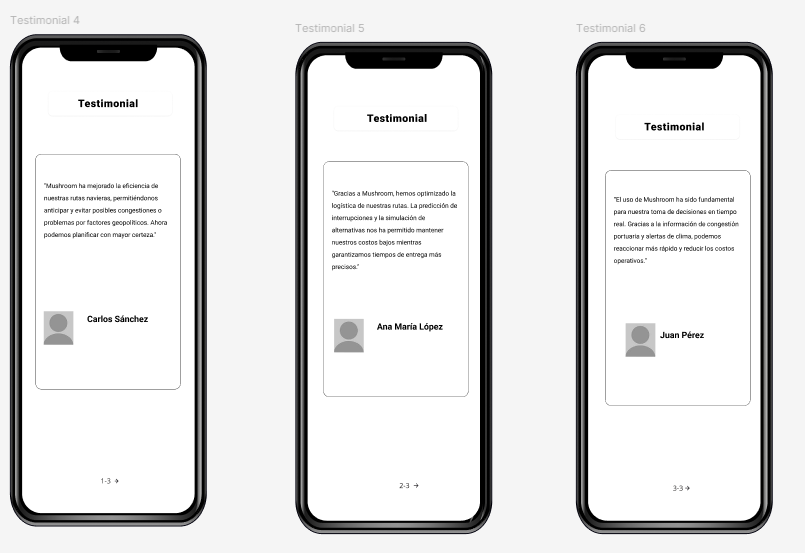 Testimonial 4
Testimonial
"Mushroom ha mejorado la eficiencia de
nuestras rutas navieras, permitiéndonos
anticipar y evitar posibles congestiones o
problemas por factores geopolíticos. Ahora
podemos planificar con mayor certeza."
Carlos Sánchez
1-3 →
Testimonial 5
Testimonial
"Gracias a Mushroom, hemos optimizado la
logística de nuestras rutas. La predicción de
interrupciones y la simulación de
alternativas nos ha permitido mantener
nuestros costos bajos mientras
garantizamos tiempos de entrega más
precisos."
Ana María López
2-3 →
Testimonial 6
Testimonial
"El uso de Mushroom ha sido fundamental
para nuestra toma de decisiones en tiempo
real. Gracias a la información de congestión
portuaria y alertas de clima, podemos
reaccionar más rápido y reducir los costos
operativos."
Juan Pérez
3-3 →